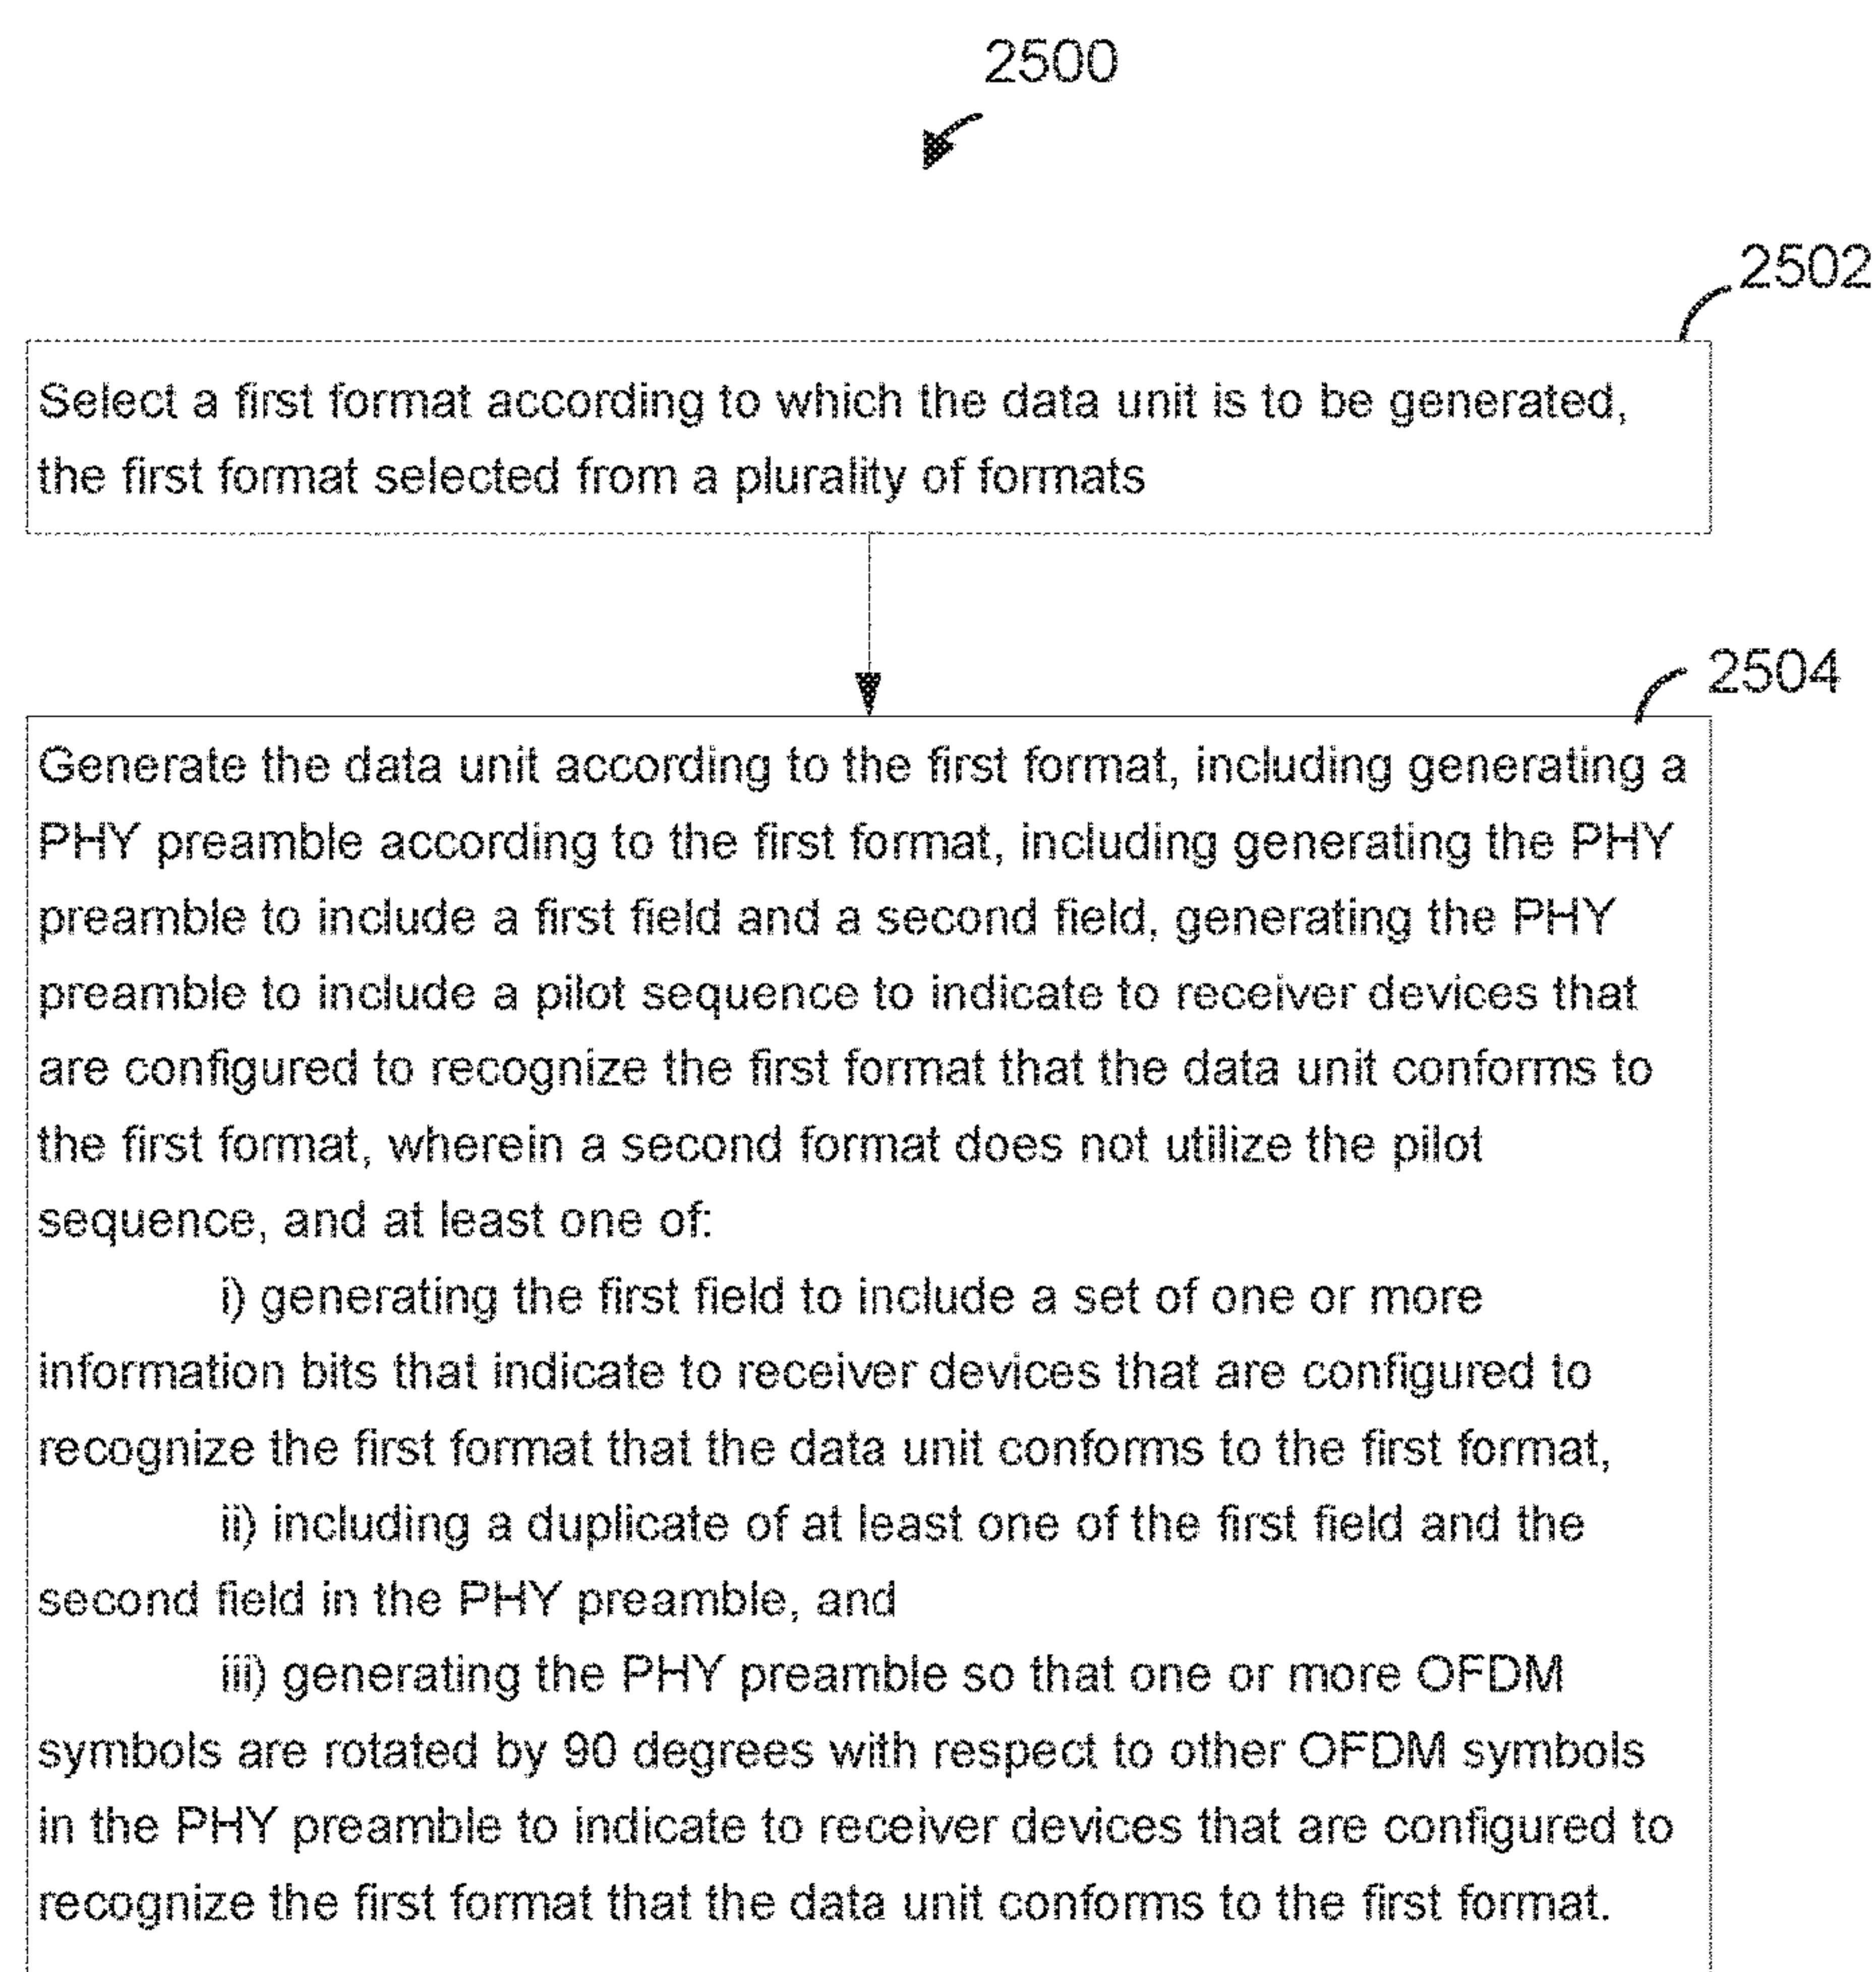 2500
2502
Select a first format according to which the data unit is to be generated,
the first format selected from a plurality of formats
2504
Generate the data unit according to the first format, including generating a
PHY preamble according to the first format, including generating the PHY
preamble to include a first field and a second field, generating the PHY
preamble to include a pilot sequence to indicate to receiver devices that
are configured to recognize the first format that the data unit conforms to
the first format, wherein a second format does not utilize the pilot
sequence, and at least one of:
i) generating the first field to include a set of one or more
information bits that indicate to receiver devices that are configured to
recognize the first format that the data unit conforms to the first format,
ii) including a duplicate of at least one of the first field and the
second field in the PHY preamble, and
iii) generating the PHY preamble so that one or more OFDM
symbols are rotated by 90 degrees with respect to other OFDM symbols
in the PHY preamble to indicate to receiver devices that are configured to
recognize the first format that the data unit conforms to the first format.